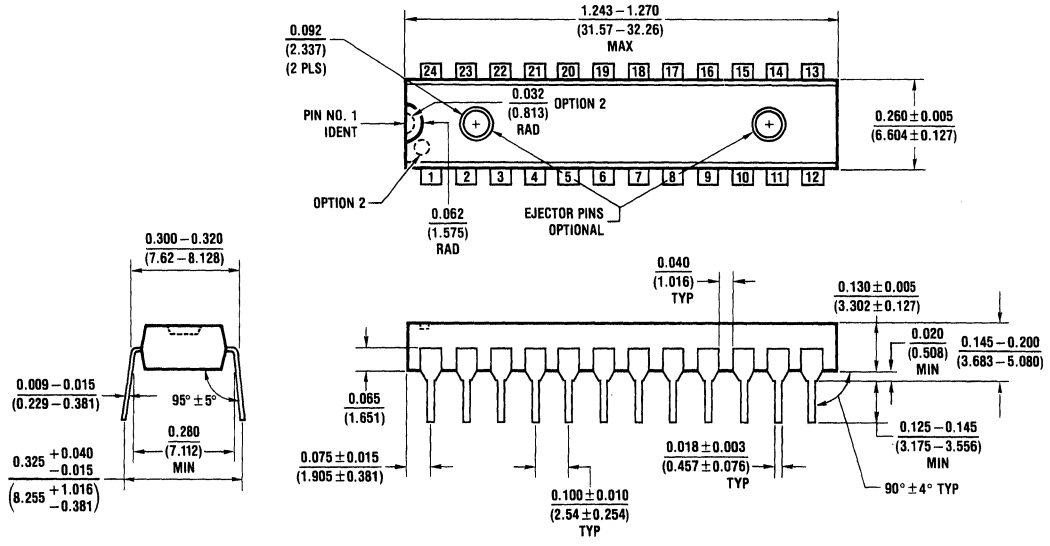 1.243–1.270
(31.57–32.26)
MAX
0.092
(2.337)
(2 PLS)
24 23 22 21 20 19 18 17 16 15 14 13
0.032
(0.813)
RAD
OPTION 2
PIN NO. 1
IDENT
0.260 ± 0.005
(6.604 ± 0.127)
1 2 3 4 5 6 7 8 9 10 11 12
OPTION 2
0.062
(1.575)
RAD
EJECTOR PINS
OPTIONAL
0.300–0.320
(7.62–8.128)
0.040
(1.016)
TYP
0.130 ± 0.005
(3.302 ± 0.127)
0.020
(0.508)
MIN
0.145–0.200
(3.683–5.080)
0.009–0.015
(0.229–0.381)
95° ± 5°
0.065
(1.651)
0.280
(7.112)
MIN
0.125–0.145
(3.175–3.556)
MIN
0.325 +0.040
−0.015
(8.255 +1.016
−0.381)
0.075 ± 0.015
(1.905 ± 0.381)
0.018 ± 0.003
(0.457 ± 0.076)
TYP
90° ± 4° TYP
0.100 ± 0.010
(2.54 ± 0.254)
TYP